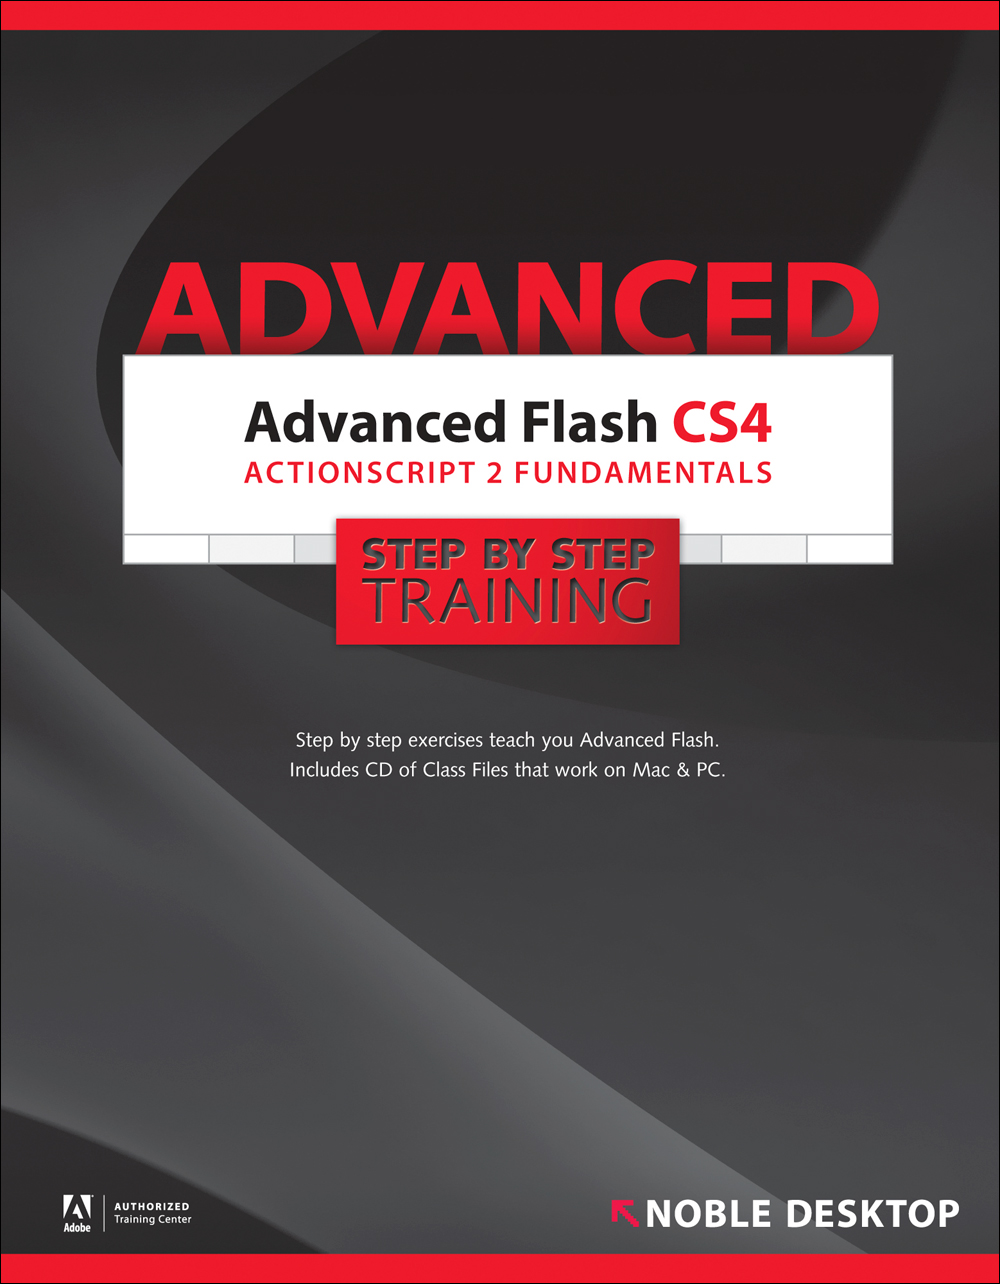 ADVANCED
Advanced Flash CS4
ACTIONSCRIPT 2 FUNDAMENTALS
STEP BY STEP
TRAINING
Step by step exercises teach you Advanced Flash.
Includes CD of Class Files that work on Mac & PC.
Adobe
AUTHORIZED
Training Center
NOBLE DESKTOP